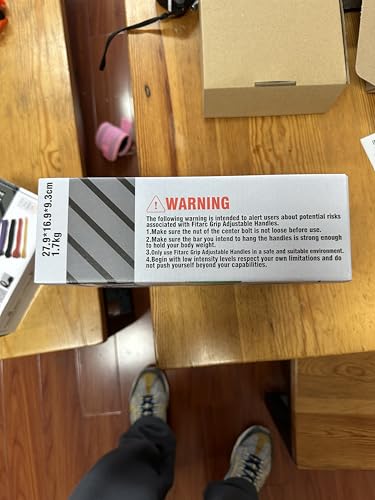 27.9*16.9*9.3cm
1.7kg
WARNING
The following warning is intended to alert users about potential risks
associated with Fitarc Grip Adjustable Handles.
1.Make sure the nut of the center bolt is not loose before use.
2.Make sure the bar you intend to hang the handles is strong enough
to hold your body weight.
3.Only use Fitarc Grip Adjustable Handles in a safe and suitable environment.
4.Begin with low intensity levels respect your own limitations and do
not push yourself beyond your capabilities.